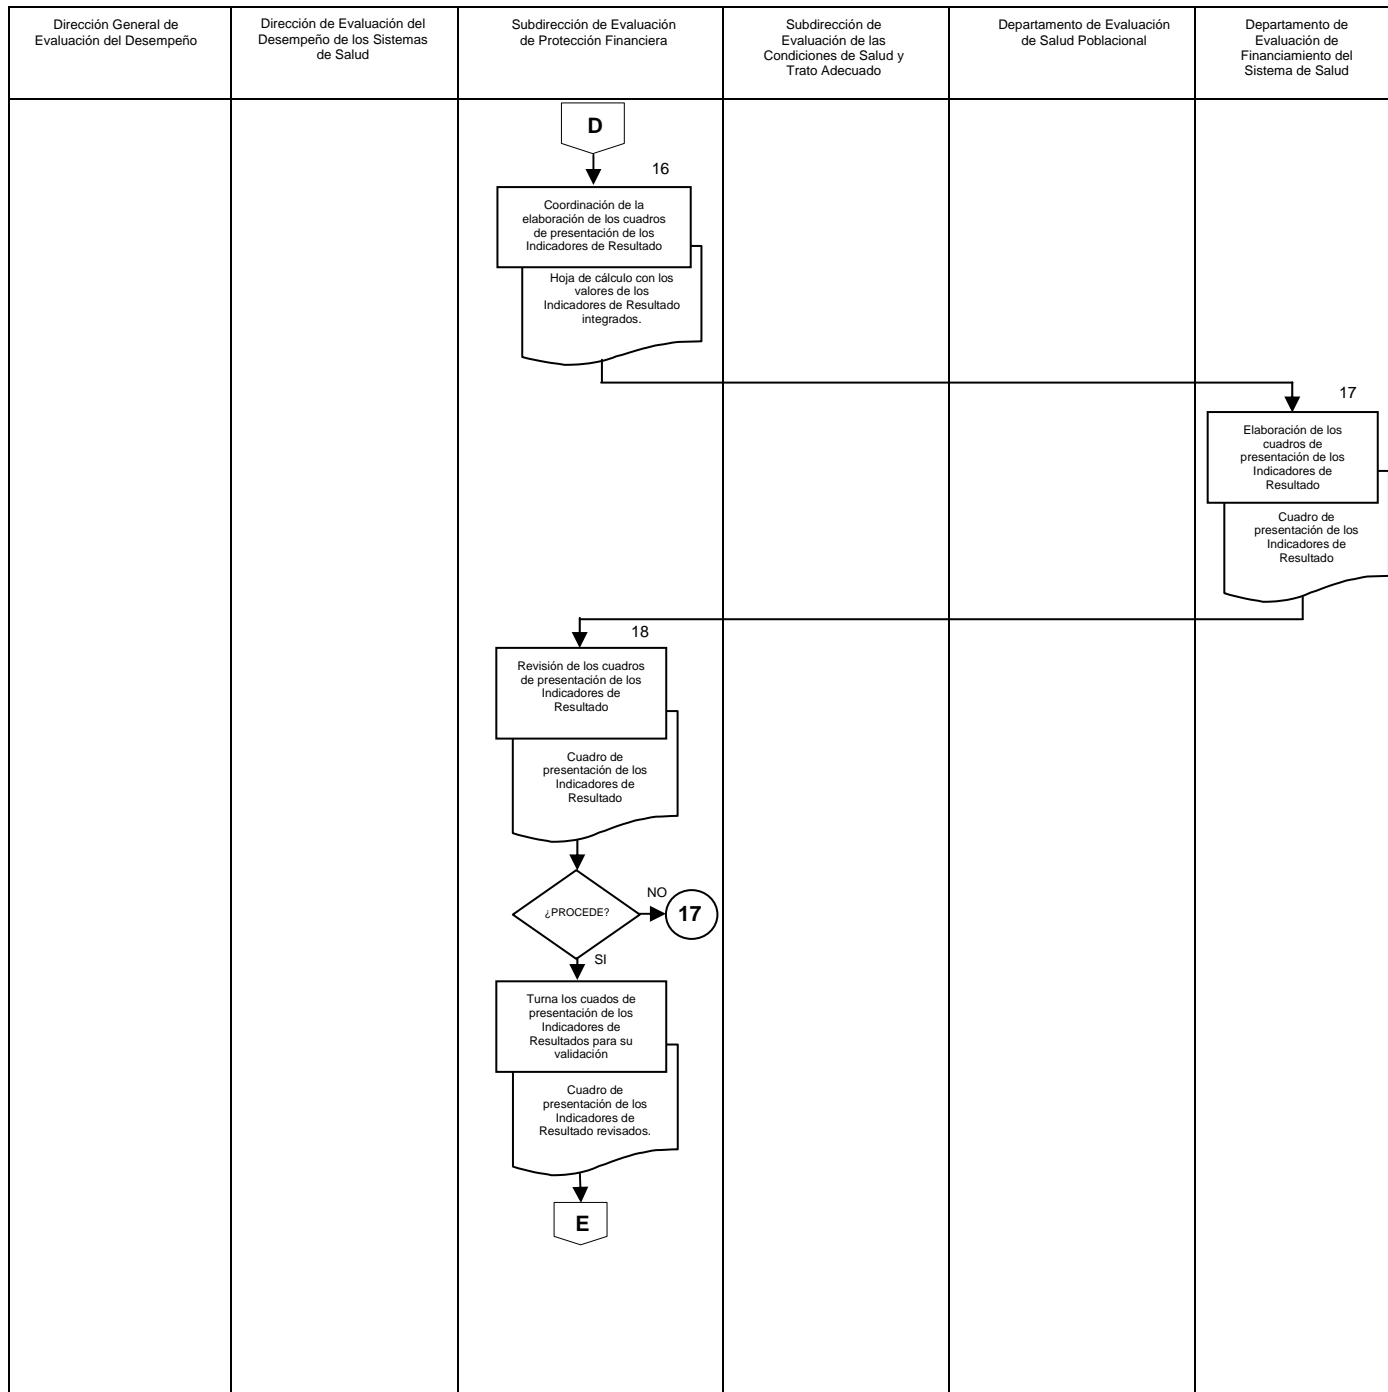 Dirección General de
Evaluación del Desempeño
Dirección de Evaluación del
Desempeño de los Sistemas
de Salud
Subdirección de Evaluación
de Protección Financiera
Subdirección de
Evaluación de las
Condiciones de Salud y
Trato Adecuado
Departamento de Evaluación
de Salud Poblacional
Departamento de
Evaluación de
Financiamiento del
Sistema de Salud
D
16
Coordinación de la
elaboración de los cuadros
de presentación de los
Indicadores de Resultado
Hoja de cálculo con los
valores de los
Indicadores de Resultado
integrados.
17
Elaboración de los
cuadros de
presentación de los
Indicadores de
Resultado
Cuadro de
presentación de los
Indicadores de
Resultado
18
Revisión de los cuadros
de presentación de los
Indicadores de
Resultado
Cuadro de
presentación de los
Indicadores de
Resultado
¿PROCEDE?
NO
17
SI
Turna los cuados de
presentación de los
Indicadores de
Resultados para su
validación
Cuadro de
presentación de los
Indicadores de
Resultado revisados.
E